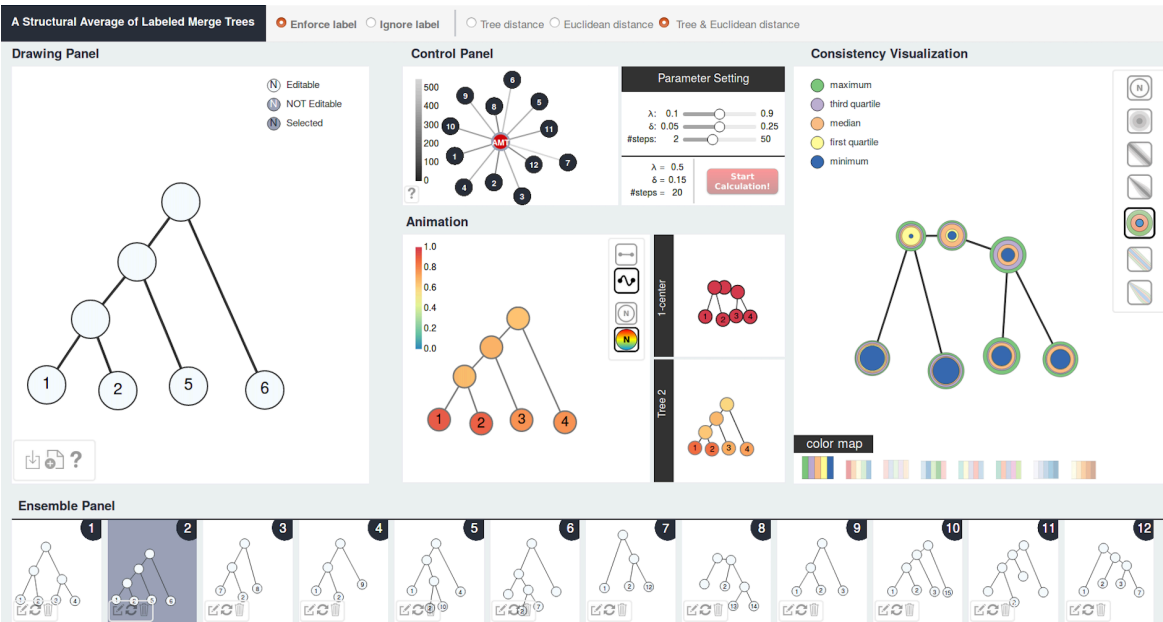 A Structural Average of Labeled Merge Trees
Enforce label
Ignore label
Tree distance
Euclidean distance
Tree & Euclidean distance
Drawing Panel
N Editable
N NOT Editable
N Selected
1 2 5 6
?
Control Panel
500
400
300
200
100
0
?
6
9
8
5
10
11
AMT
1
12
7
4
2
3
Parameter Setting
λ: 0.1 0.9
δ: 0.05 0.25
#steps: 2 50
λ = 0.5
δ = 0.15
#steps = 20
Start
Calculation!
Animation
1.0
0.8
0.6
0.4
0.2
0.0
1 2 3 4
N
N
1-center
1 2 3 4
Tree 2
1 2 3 4
Consistency Visualization
maximum
third quartile
median
first quartile
minimum
N
color map
Ensemble Panel
1 2 3 4 5 6 7 8 9 10 11 12